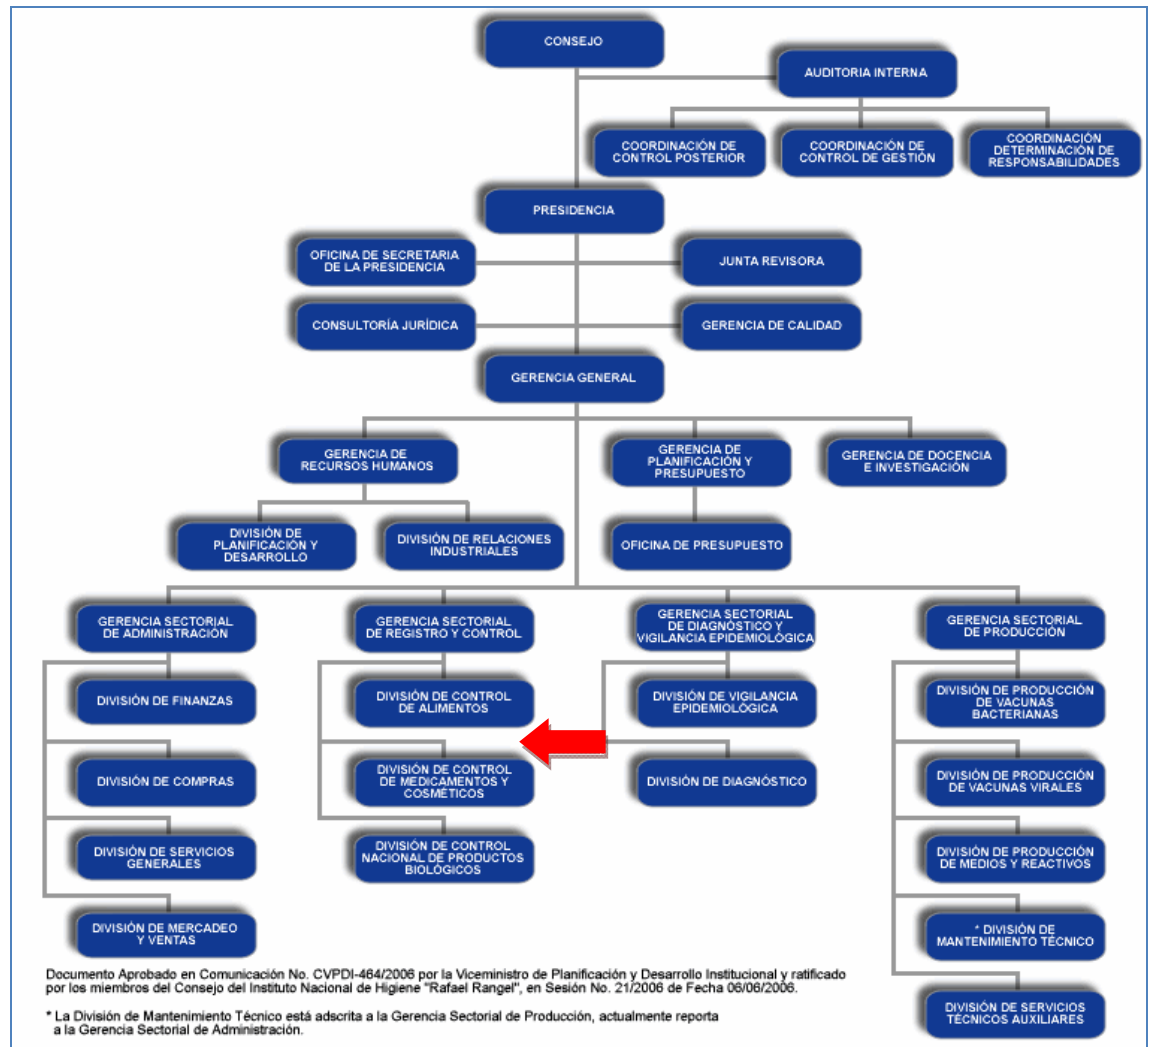 CONSEJO
AUDITORIA INTERNA
COORDINACIÓN DE
CONTROL POSTERIOR
COORDINACIÓN DE
CONTROL DE GESTIÓN
COORDINACIÓN
DETERMINACIÓN DE
RESPONSABILIDADES
PRESIDENCIA
OFICINA DE SECRETARIA
DE LA PRESIDENCIA
JUNTA REVISORA
CONSULTORÍA JURÍDICA
GERENCIA DE CALIDAD
GERENCIA GENERAL
GERENCIA DE
RECURSOS HUMANOS
GERENCIA DE
PLANIFICACIÓN Y
PRESUPUESTO
GERENCIA DE DOCENCIA
E INVESTIGACIÓN
DIVISIÓN DE
PLANIFICACIÓN Y
DESARROLLO
DIVISIÓN DE RELACIONES
INDUSTRIALES
OFICINA DE PRESUPUESTO
GERENCIA SECTORIAL
DE ADMINISTRACIÓN
GERENCIA SECTORIAL
DE REGISTRO Y CONTROL
GERENCIA SECTORIAL
DE DIAGNÓSTICO Y
VIGILANCIA EPIDEMIOLÓGICA
GERENCIA SECTORIAL
DE PRODUCCIÓN
DIVISIÓN DE FINANZAS
DIVISIÓN DE CONTROL
DE ALIMENTOS
DIVISIÓN DE VIGILANCIA
EPIDEMIOLÓGICA
DIVISIÓN DE PRODUCCIÓN
DE VACUNAS
BACTERIANAS
DIVISIÓN DE COMPRAS
DIVISIÓN DE CONTROL
DE MEDICAMENTOS Y
COSMÉTICOS
DIVISIÓN DE DIAGNÓSTICO
DIVISIÓN DE PRODUCCIÓN
DE VACUNAS VIRALES
DIVISIÓN DE SERVICIOS
GENERALES
DIVISIÓN DE CONTROL
NACIONAL DE PRODUCTOS
BIOLÓGICOS
DIVISIÓN DE PRODUCCIÓN
DE MEDIOS Y REACTIVOS
DIVISIÓN DE MERCADEO
Y VENTAS
* DIVISIÓN DE
MANTENIMIENTO TÉCNICO
DIVISIÓN DE SERVICIOS
TÉCNICOS AUXILIARES
Documento Aprobado en Comunicación No. CVPDI-464/2006 por la Viceministro de Planificación y Desarrollo Institucional y ratificado
por los miembros del Consejo del Instituto Nacional de Higiene "Rafael Rangel", en Sesión No. 21/2006 de Fecha 06/06/2006.
* La División de Mantenimiento Técnico está adscrita a la Gerencia Sectorial de Producción, actualmente reporta
a la Gerencia Sectorial de Administración.